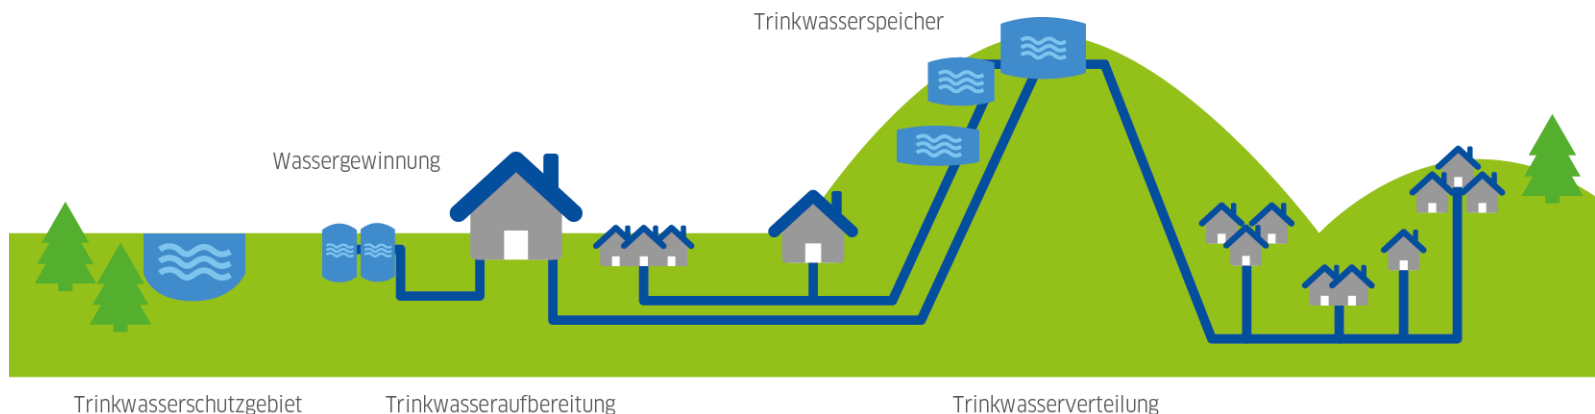 Trinkwasserspeicher
Wassergewinnung
Trinkwasserschutzgebiet
Trinkwasseraufbereitung
Trinkwasserverteilung